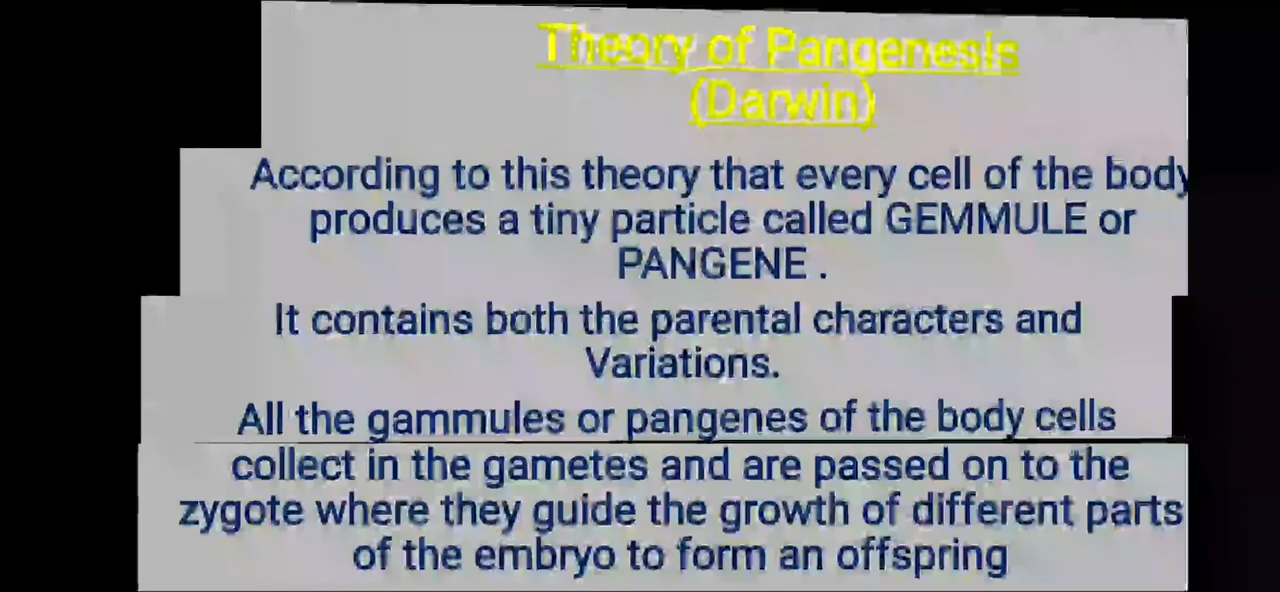 Theory of Pangenesis
(Darwin)
According to this theory that every cell of the body
produces a tiny particle called GEMMULE or
PANGENE .
It contains both the parental characters and
Variations.
All the gammules or pangenes of the body cells
collect in the gametes and are passed on to the
zygote where they guide the growth of different parts
of the embryo to form an offspring